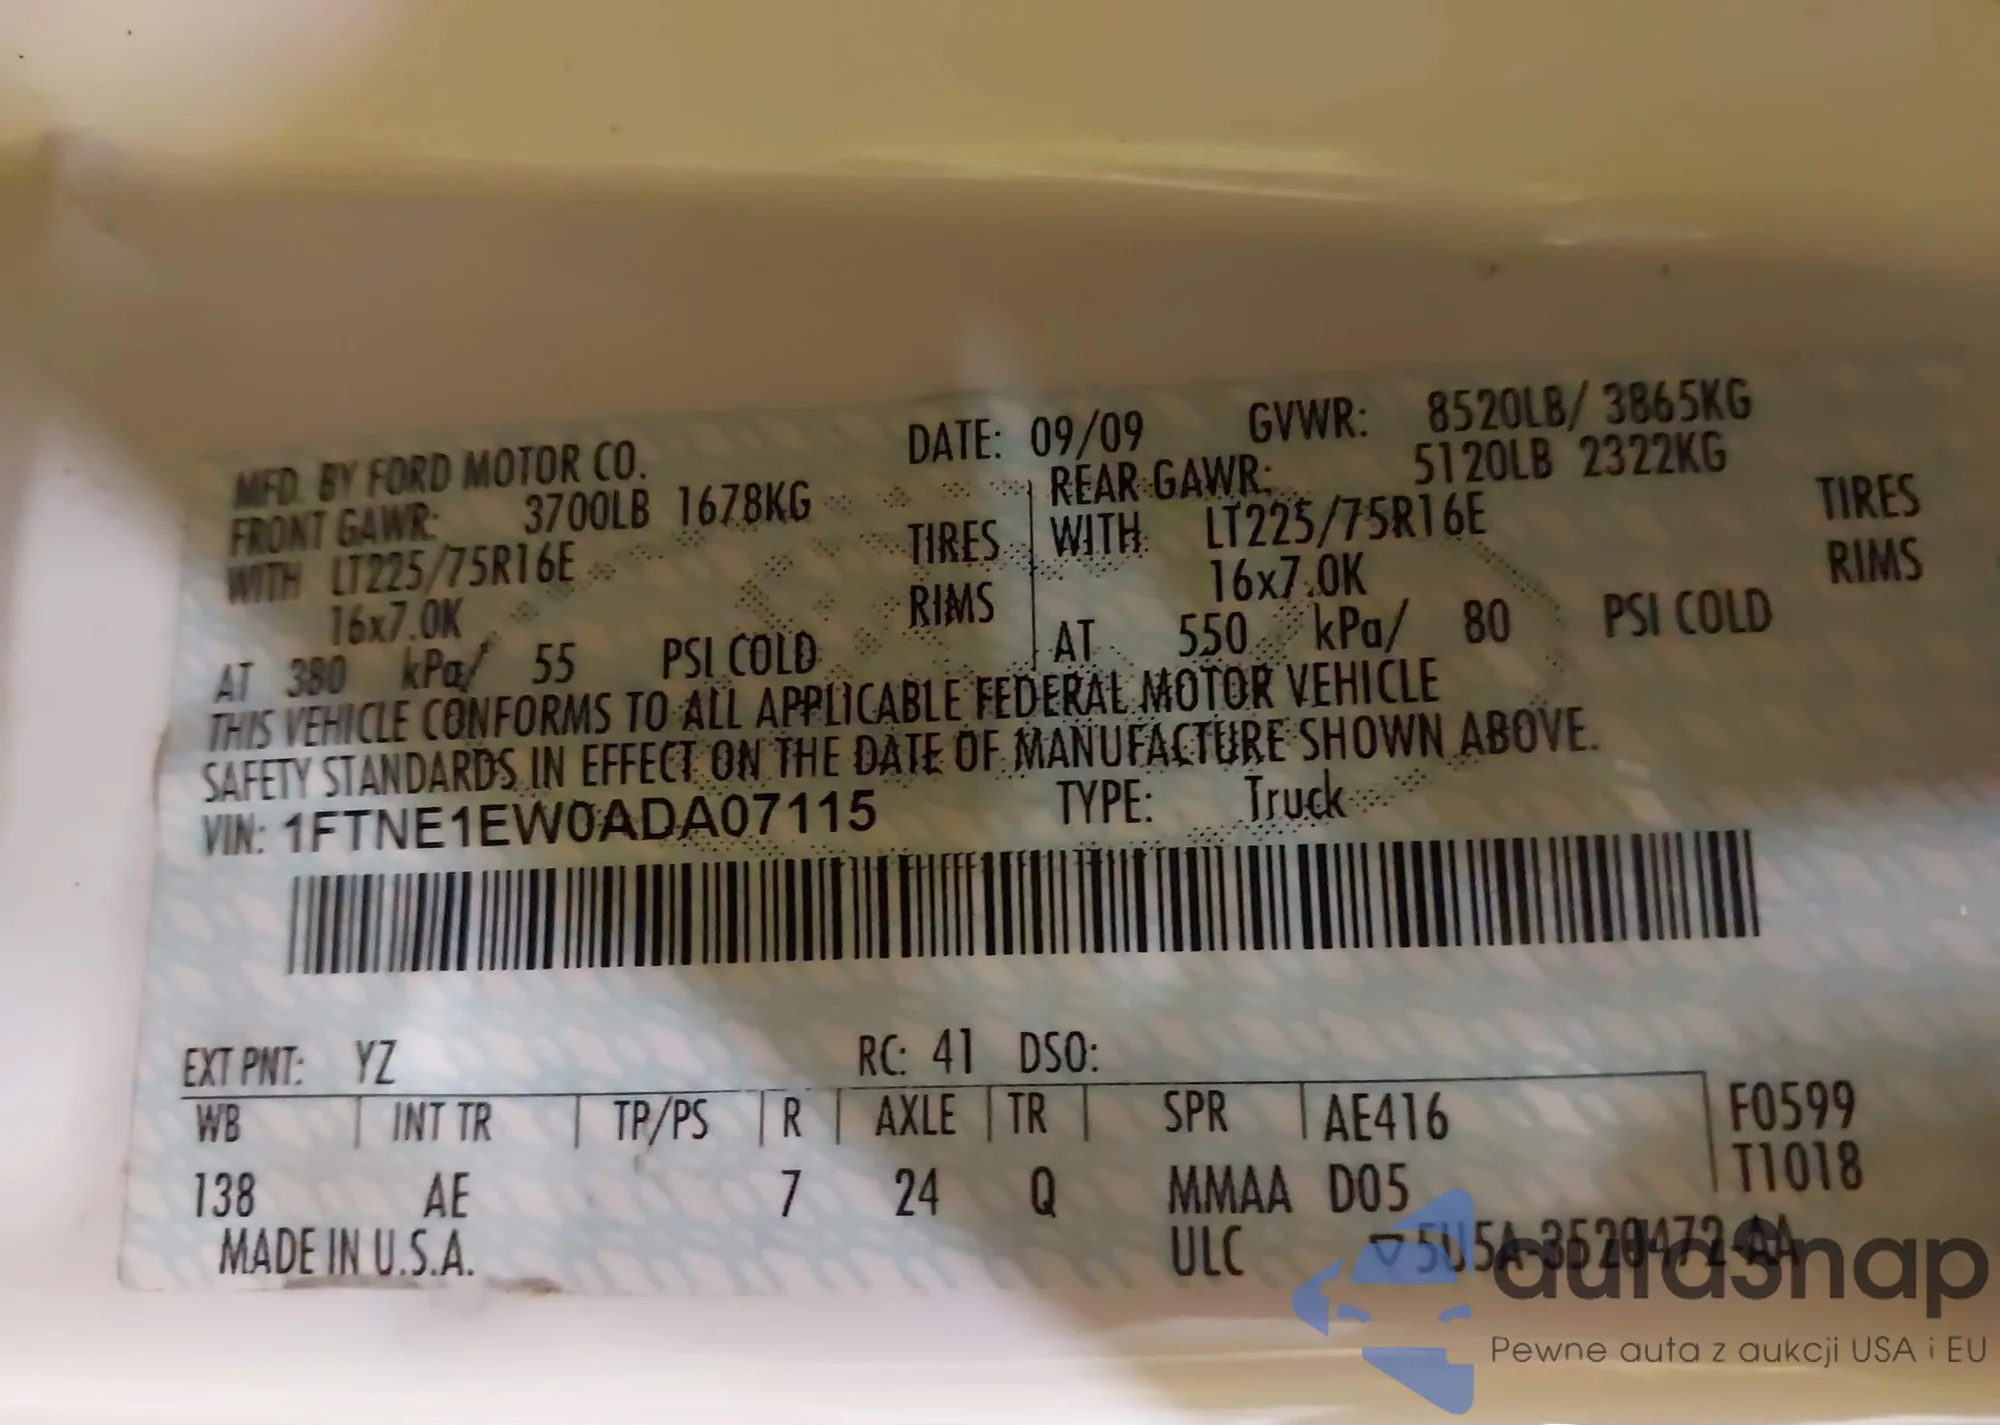 MFD. BY FORD MOTOR CO. DATE: 09/09 GVWR: 8520LB/ 3865KG
FRONT GAWR: 3700LB 1678KG REAR GAWR: 5120LB 2322KG
WITH LT225/75R16E TIRES WITH LT225/75R16E TIRES
16x7.0K RIMS 16x7.0K RIMS
AT 380 kPa/ 55 PSI COLD AT 550 kPa/ 80 PSI COLD
THIS VEHICLE CONFORMS TO ALL APPLICABLE FEDERAL MOTOR VEHICLE
SAFETY STANDARDS IN EFFECT ON THE DATE OF MANUFACTURE SHOWN ABOVE.
VIN: 1FTNE1EW0ADA07115 TYPE: Truck
EXT PNT: YZ RC: 41 DSO:
WB INT TR TP/PS R AXLE TR SPR AE416 F0599
T1018
138 AE 7 24 Q MMAA D05
MADE IN U.S.A. ULC ▽5U5A-3520472-AA
autasnap
Pewne auta z aukcji USA i EU